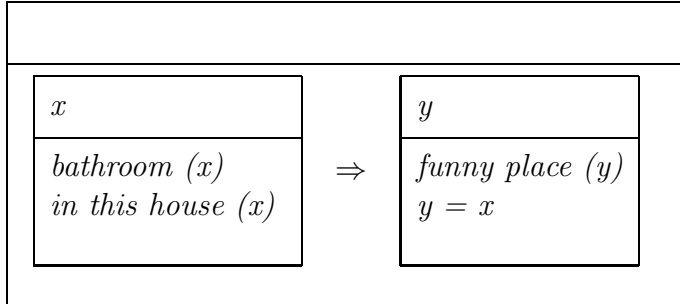 x
bathroom (x)
in this house (x)
⇒
y
funny place (y)
y = x